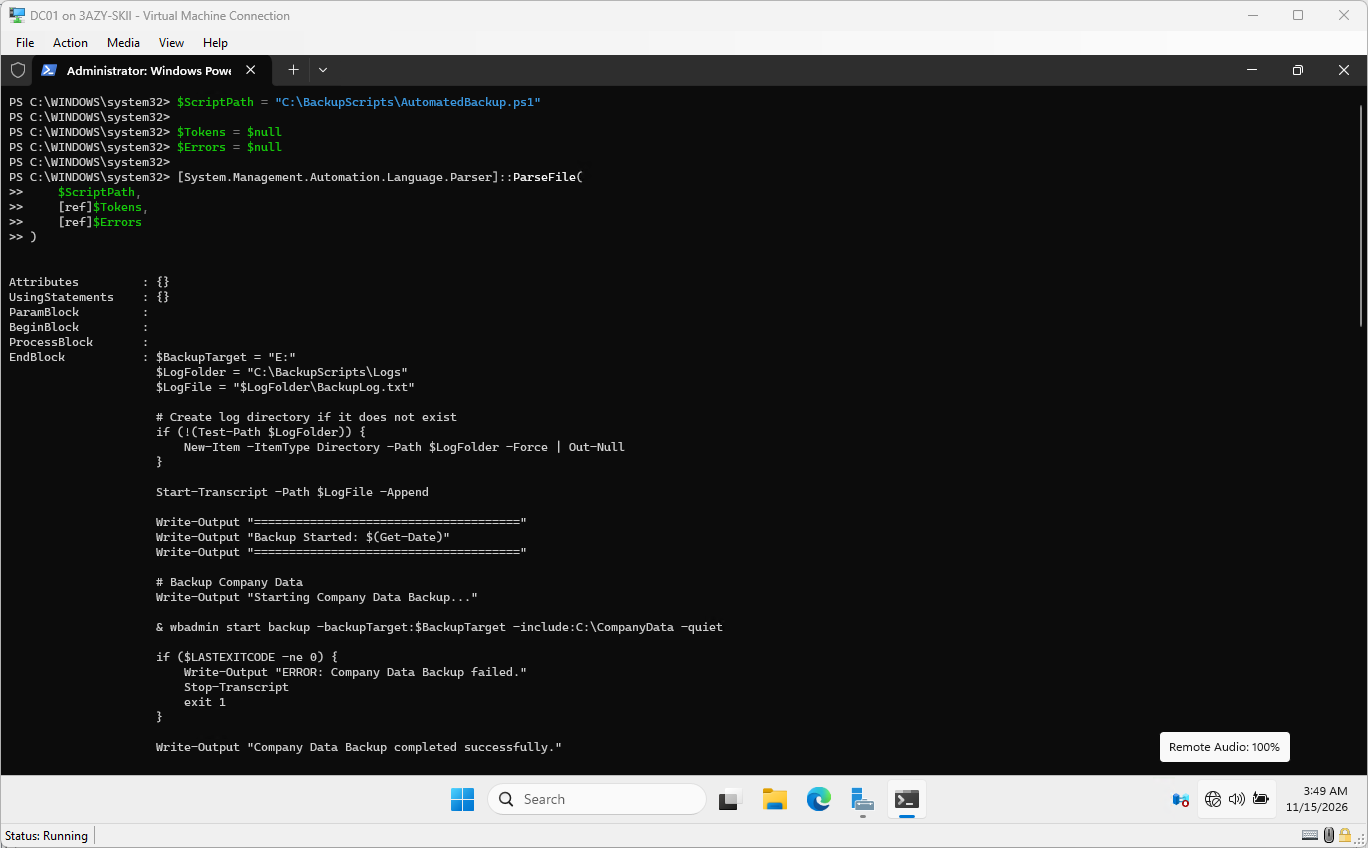 DC01 on 3AZY-SKII - Virtual Machine Connection
File Action Media View Help
Administrator: Windows Powe
PS C:\WINDOWS\system32> $ScriptPath = "C:\BackupScripts\AutomatedBackup.ps1"
PS C:\WINDOWS\system32>
PS C:\WINDOWS\system32> $Tokens = $null
PS C:\WINDOWS\system32> $Errors = $null
PS C:\WINDOWS\system32>
PS C:\WINDOWS\system32> [System.Management.Automation.Language.Parser]::ParseFile(
>>     $ScriptPath,
>>     [ref]$Tokens,
>>     [ref]$Errors
>> )
Attributes         : {}
UsingStatements    : {}
ParamBlock         :
BeginBlock         :
ProcessBlock       :
EndBlock           : $BackupTarget = "E:"
                     $LogFolder = "C:\BackupScripts\Logs"
                     $LogFile = "$LogFolder\BackupLog.txt"
                     # Create log directory if it does not exist
                     if (!(Test-Path $LogFolder)) {
                         New-Item -ItemType Directory -Path $LogFolder -Force | Out-Null
                     }
                     Start-Transcript -Path $LogFile -Append
                     Write-Output "======================================"
                     Write-Output "Backup Started: $(Get-Date)"
                     Write-Output "======================================"
                     # Backup Company Data
                     Write-Output "Starting Company Data Backup..."
                     & wbadmin start backup -backupTarget:$BackupTarget -include:C:\CompanyData -quiet
                     if ($LASTEXITCODE -ne 0) {
                         Write-Output "ERROR: Company Data Backup failed."
                         Stop-Transcript
                         exit 1
                     }
                     Write-Output "Company Data Backup completed successfully."
Remote Audio: 100%
Search
3:49 AM
11/15/2026
Status: Running